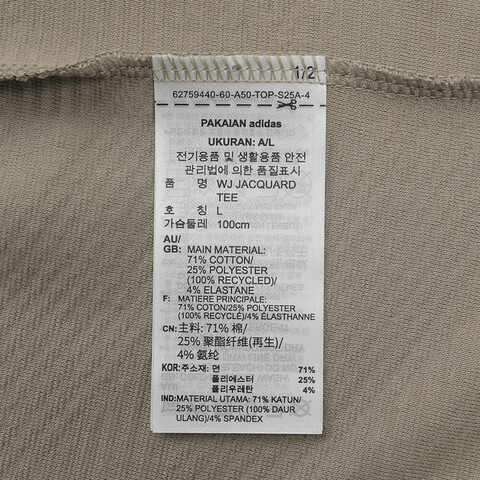 1/2
62759440-60-A50-TOP-S25A-4
PAKAIAN adidas
UKURAN: A/L
전기용품 및 생활용품 안전
관리법에 의한 품질표시
품 명 WJ JACQUARD
TEE
호 칭 L
가슴둘레 100cm
AU/
GB: MAIN MATERIAL:
71% COTTON/
25% POLYESTER
(100% RECYCLED)/
4% ELASTANE
F: MATIERE PRINCIPALE:
71% COTON/25% POLYESTER
(100% RECYCLÉ)/4% ÉLASTHANNE
CN: 主料: 71% 棉/
25% 聚酯纤维(再生)/
4% 氨纶
KOR: 주소재: 면 71%
폴리에스터 25%
폴리우레탄 4%
IND: MATERIAL UTAMA: 71% KATUN/
25% POLYESTER (100% DAUR
ULANG)/4% SPANDEX